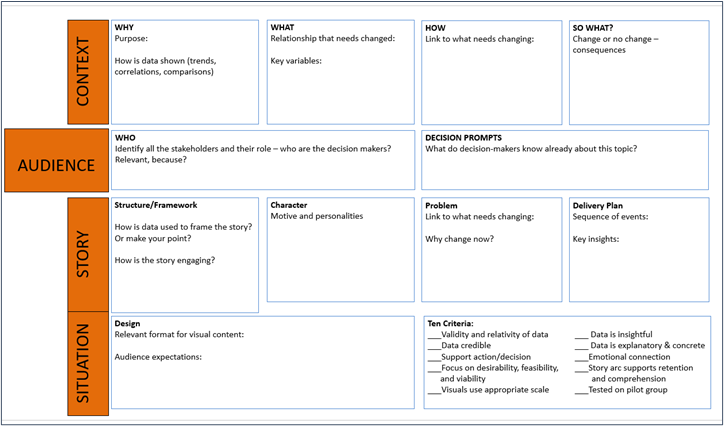 CONTEXT
WHY
Purpose:
How is data shown (trends,
correlations, comparisons)
WHAT
Relationship that needs changed:
Key variables:
HOW
Link to what needs changing:
SO WHAT?
Change or no change –
consequences
AUDIENCE
WHO
Identify all the stakeholders and their role – who are the decision makers?
Relevant, because?
DECISION PROMPTS
What do decision-makers know already about this topic?
STORY
Structure/Framework
How is data used to frame the story?
Or make your point?
How is the story engaging?
Character
Motive and personalities
Problem
Link to what needs changing:
Why change now?
Delivery Plan
Sequence of events:
Key insights:
SITUATION
Design
Relevant format for visual content:
Audience expectations:
Ten Criteria:
___Validity and relativity of data
___Data credible
___Support action/decision
___Focus on desirability, feasibility,
and viability
___Visuals use appropriate scale
___ Data is insightful
___ Data is explanatory & concrete
___Emotional connection
___Story arc supports retention
and comprehension
___Tested on pilot group